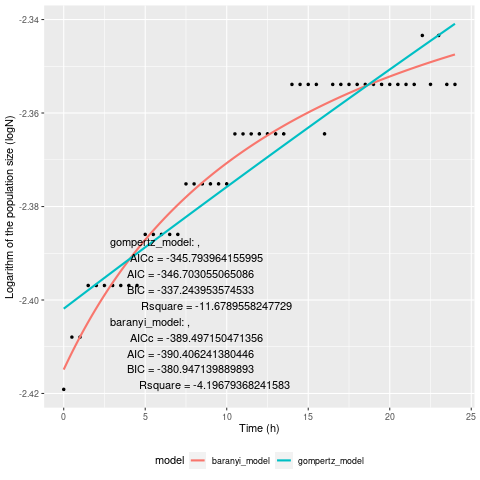 -2.34
-2.36
-2.38
-2.40
-2.42
Logarithm of the population size (logN)
gompertz_model: ,
AICc = -345.793964155995
AIC = -346.703055065086
BIC = -337.243953574533
Rsquare = -11.6789558247729
baranyi_model: ,
AICc = -389.497150471356
AIC = -390.406241380446
BIC = -380.947139889893
Rsquare = -4.19679368241583
0 5 10 15 20 25
Time (h)
model baranyi_model gompertz_model